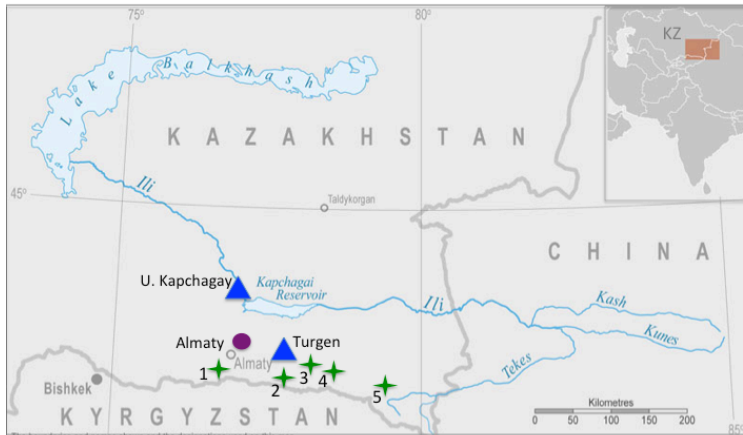 75°
80°
KZ
Lake Balkhash
KAZAKHSTAN
45°
Ili
Taldykorgan
CHINA
U. Kapchagay
Kapchagai
Reservoir
Ili
Kash
Kunes
Almaty
Turgen
Almaty
Tekes
1
2
3
4
5
Bishkek
KYRGYZSTAN
Kilometres
0 50 100 150 200
85°